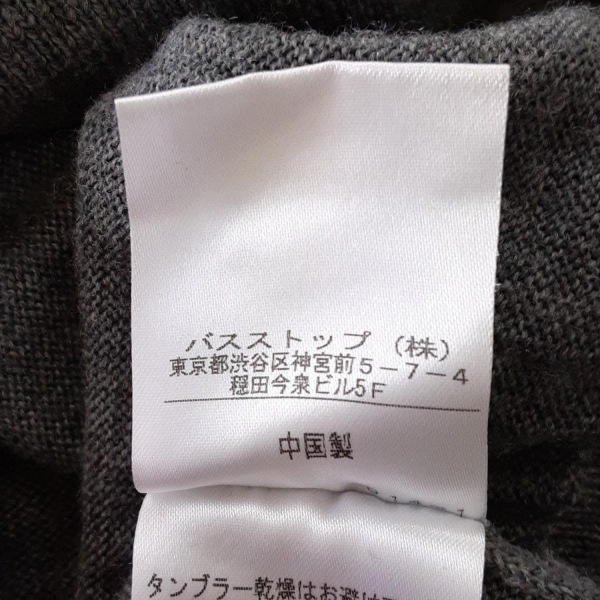 バスストップ（株）
東京都渋谷区神宮前5－7－4
穏田今泉ビル5F
中国製
タンブラー乾燥はお避け